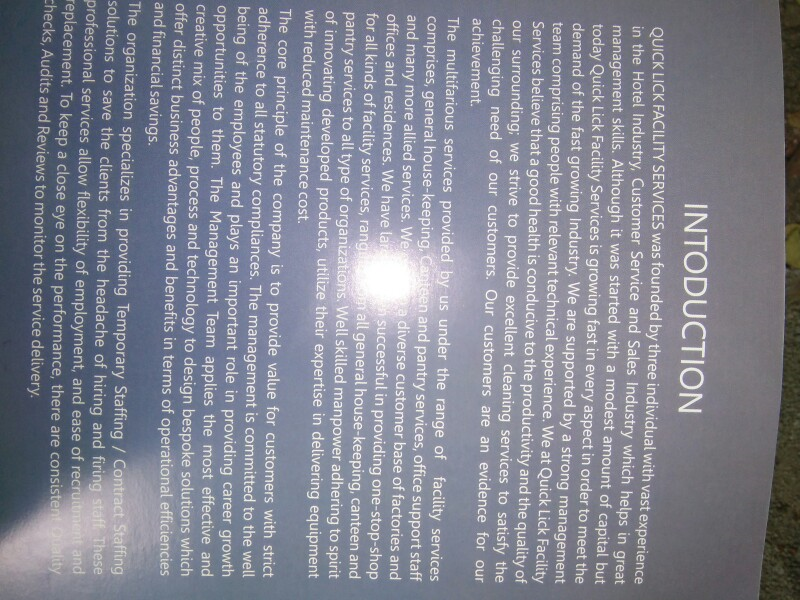 INTODUCTION
QUICK LICK FACILITY SERVICES was founded by three individual with vast experience
in the Hotel Industry, Customer Service and Sales Industry which helps in great
management skills. Although it was started with a modest amount of capital but
today Quick Lick Facility Services is growing fast in every aspect in order to meet the
demand of the fast growing Industry. We are supported by a strong management
team comprising people with relevant technical experience. We at Quick Lick Facility
Services believe that a good health is conducive to the productivity and the quality of
our surrounding; we strive to provide excellent cleaning services to satisfy the
challenging need of our customers. Our customers are an evidence for our
achievement.
The multifarious services provided by us under the range of facility services
comprises, general house-keeping, Canteen and pantry services, office support staff
and many more allied services. We a diverse customer base of factories and
offices and residences. We have successful in providing one-stop-shop
for all kinds of facility services, all general house-keeping, canteen and
pantry services to all type of organizations. Well skilled manpower adhering to spirit
of innovating developed products, utilize their expertise in delivering equipment
with reduced maintenance cost.
The core principle of the company is to provide value for customers with strict
adherence to all statutory compliances. The management is committed to the well
being of the employees and plays an important role in providing career growth
opportunities to them. The Management Team applies the most effective and
creative mix of people, process and technology to design bespoke solutions which
offer distinct business advantages and benefits in terms of operational efficiencies
and financial savings.
The organization specializes in providing Temporary Staffing / Contract Staffing
solutions to save the clients from the headache of hiring and firing staff. These
professional services allow flexibility of employment, and ease of recruitment and
replacement. To keep a close eye on the performance, there are consistent quality
checks, Audits and Reviews to monitor the service delivery.